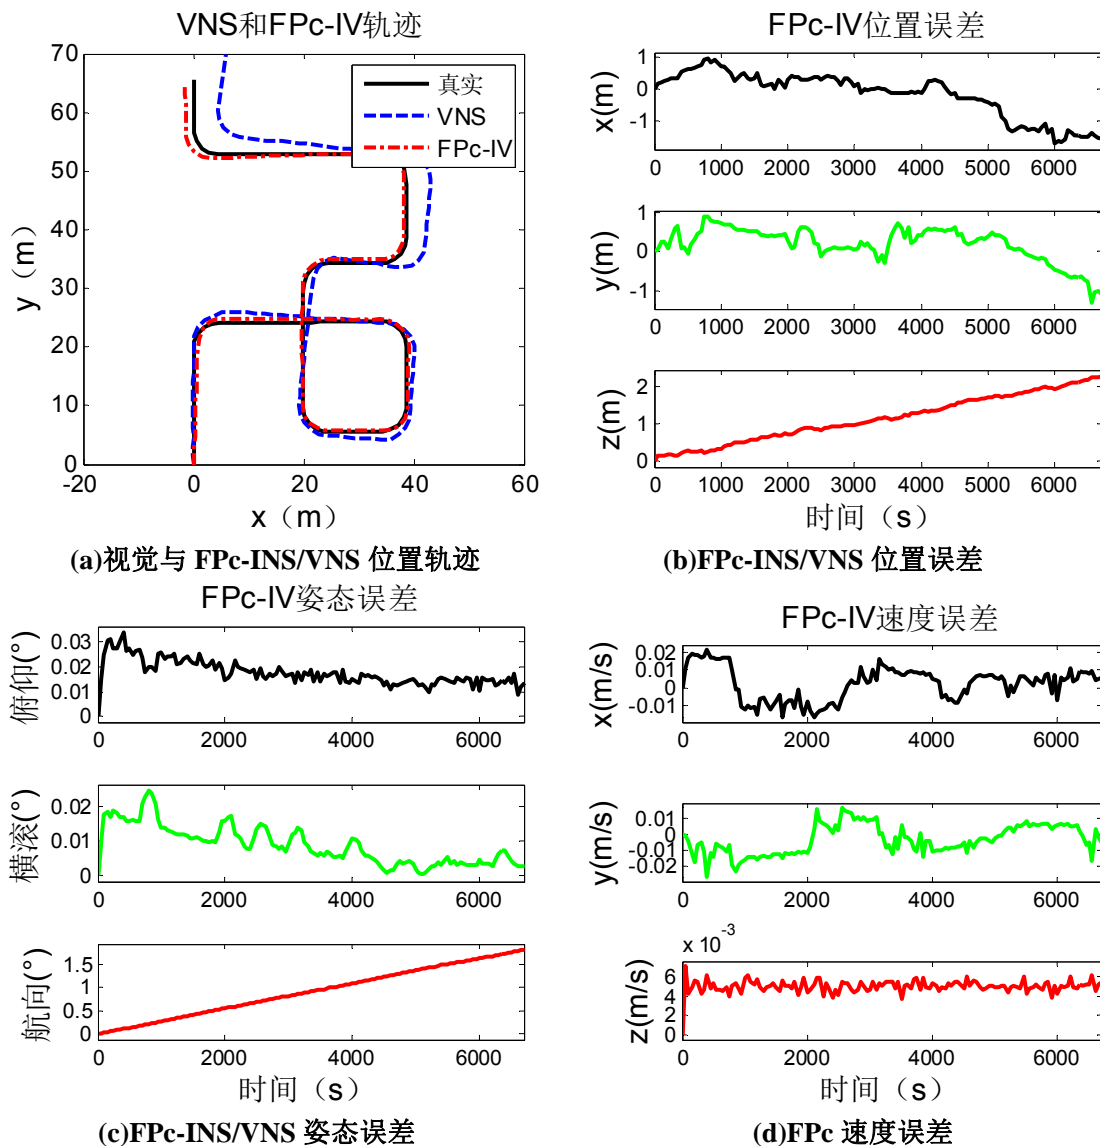 VNS和FPc-IV轨迹
70
60
50
40
30
20
10
0
-20
0
20
40
60
y（m）
x（m）
真实
VNS
FPc-IV
(a)视觉与 FPc-INS/VNS 位置轨迹
FPc-IV位置误差
1
0
-1
x(m)
0 1000 2000 3000 4000 5000 6000
1
0
-1
y(m)
0 1000 2000 3000 4000 5000 6000
2
1
0
z(m)
0 1000 2000 3000 4000 5000 6000
时间（s）
(b)FPc-INS/VNS 位置误差
FPc-IV姿态误差
0.03
0.02
0.01
0
俯仰(°)
0 2000 4000 6000
0.02
0.01
0
横滚(°)
0 2000 4000 6000
1.5
1
0.5
0
航向(°)
0 2000 4000 6000
时间（s）
(c)FPc-INS/VNS 姿态误差
FPc-IV速度误差
0.02
0.01
0
-0.01
x(m/s)
0 2000 4000 6000
0.01
0
-0.01
-0.02
y(m/s)
0 2000 4000 6000
x 10⁻³
6
4
2
0
z(m/s)
0 2000 4000 6000
时间（s）
(d)FPc 速度误差